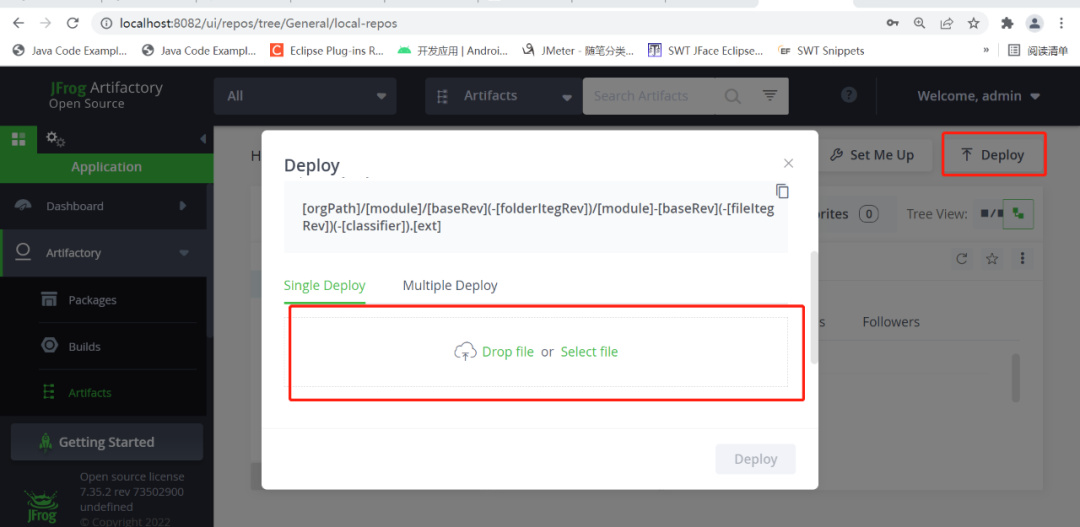 localhost:8082/ui/repos/tree/General/local-repos
Java Code Exampl... Java Code Exampl... Eclipse Plug-ins R... 开发应用 | Androi... JMeter - 随笔分类... SWT JFace Eclipse... SWT Snippets » 阅读清单
JFrog Artifactory
Open Source
All
Artifacts
Search Artifacts
Welcome, admin
Application
Set Me Up
Deploy
Dashboard
Tree View:
0
Artifactory
Packages
Followers
Builds
Artifacts
Getting Started
Open source license
7.35.2 rev 73502900
undefined
© Copyright 2022
JFrog
Deploy
[orgPath]/[module]/[baseRev](-[folderItegRev])/[module]-[baseRev](-[fileIteg
Rev])(-[classifier]).[ext]
Single Deploy Multiple Deploy
Drop file or Select file
Deploy